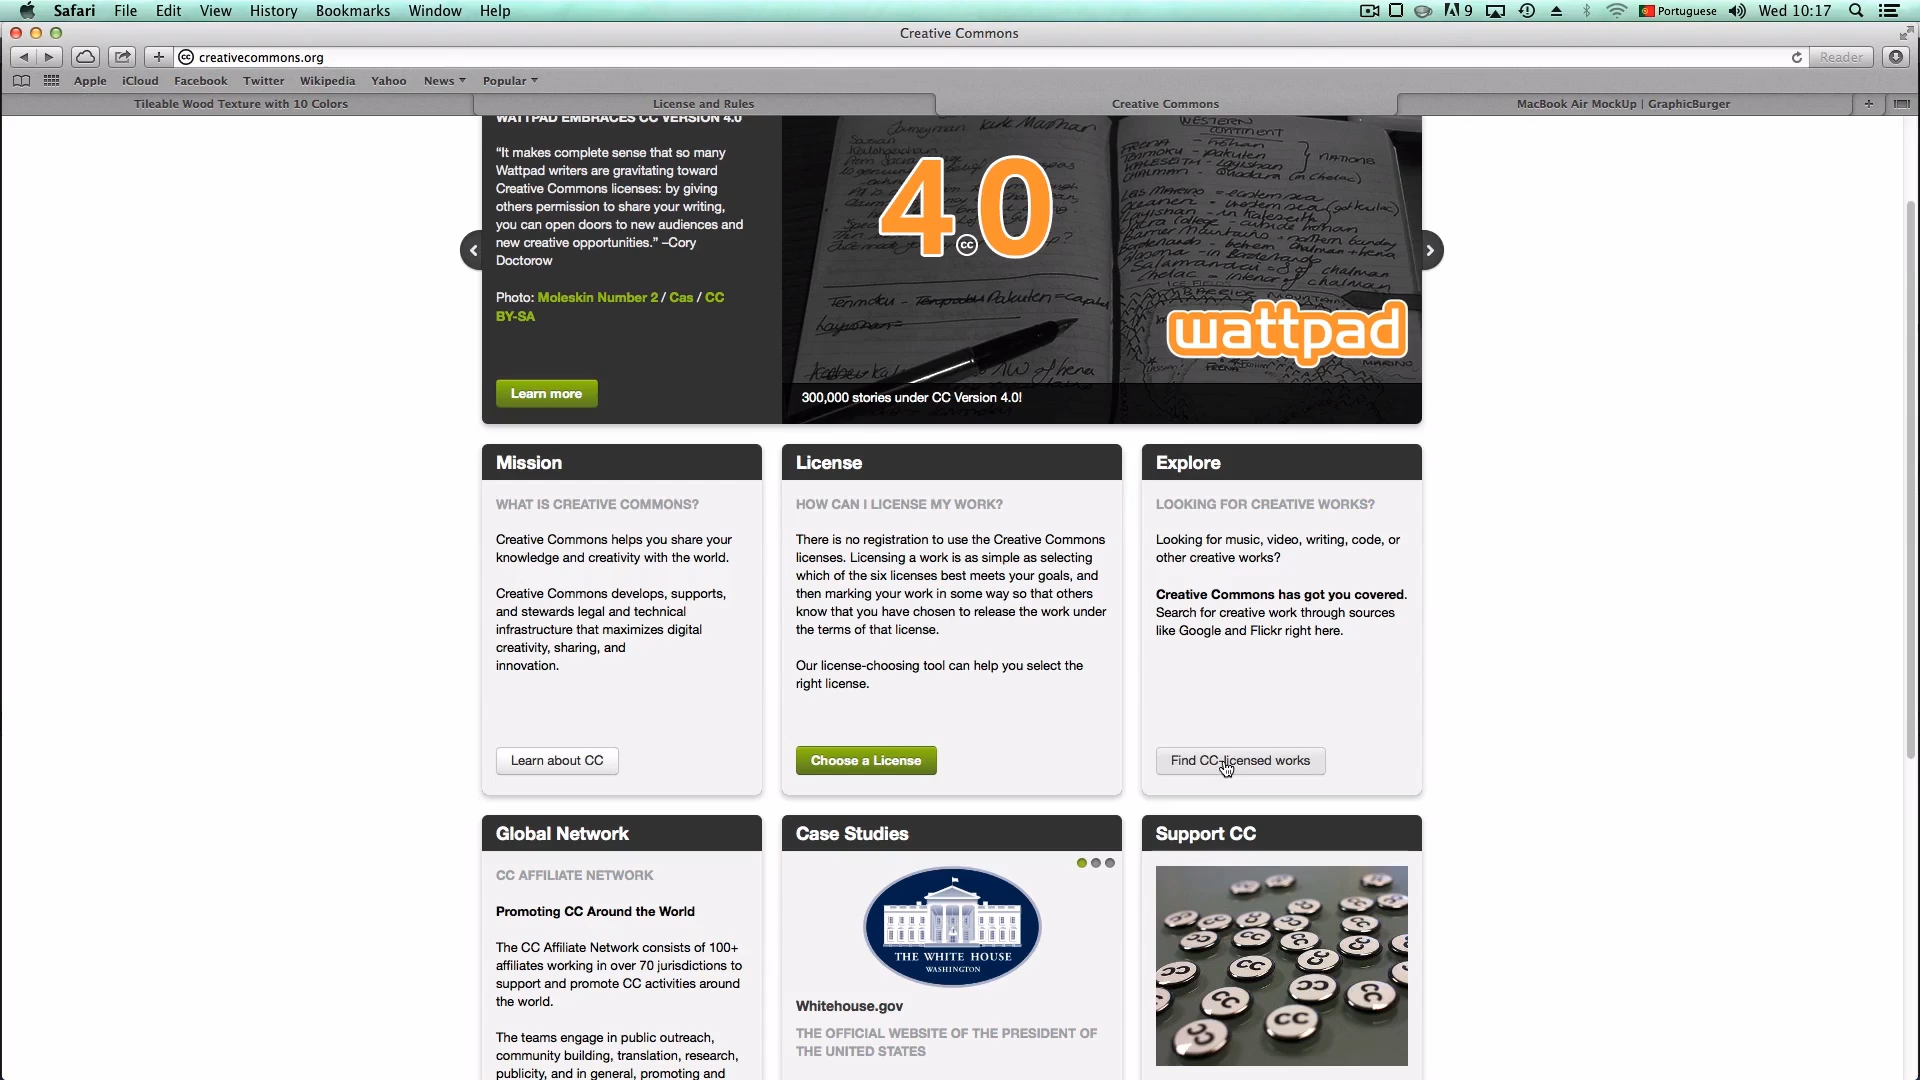 Safari File Edit View History Bookmarks Window Help 9 Portuguese Wed 10:17
Creative Commons
creativecommons.org Reader
Apple iCloud Facebook Twitter Wikipedia Yahoo News Popular
Tileable Wood Texture with 10 Colors License and Rules Creative Commons MacBook Air MockUp | GraphicBurger
WATTPAD EMBRACES CC VERSION 4.0
“It makes complete sense that so many
Wattpad writers are gravitating toward
Creative Commons licenses: by giving
others permission to share your writing,
you can open doors to new audiences and
new creative opportunities.” –Cory
Doctorow
Photo: Moleskin Number 2 / Cas / CC
BY-SA
Learn more
4.0
cc
wattpad
300,000 stories under CC Version 4.0!
Mission
WHAT IS CREATIVE COMMONS?
Creative Commons helps you share your
knowledge and creativity with the world.
Creative Commons develops, supports,
and stewards legal and technical
infrastructure that maximizes digital
creativity, sharing, and
innovation.
Learn about CC
License
HOW CAN I LICENSE MY WORK?
There is no registration to use the Creative Commons
licenses. Licensing a work is as simple as selecting
which of the six licenses best meets your goals, and
then marking your work in some way so that others
know that you have chosen to release the work under
the terms of that license.
Our license-choosing tool can help you select the
right license.
Choose a License
Explore
LOOKING FOR CREATIVE WORKS?
Looking for music, video, writing, code, or
other creative works?
Creative Commons has got you covered.
Search for creative work through sources
like Google and Flickr right here.
Find CC-licensed works
Global Network
CC AFFILIATE NETWORK
Promoting CC Around the World
The CC Affiliate Network consists of 100+
affiliates working in over 70 jurisdictions to
support and promote CC activities around
the world.
The teams engage in public outreach,
community building, translation, research,
publicity, and in general, promoting and
Case Studies
THE WHITE HOUSE
WASHINGTON
Whitehouse.gov
THE OFFICIAL WEBSITE OF THE PRESIDENT OF
THE UNITED STATES
Support CC